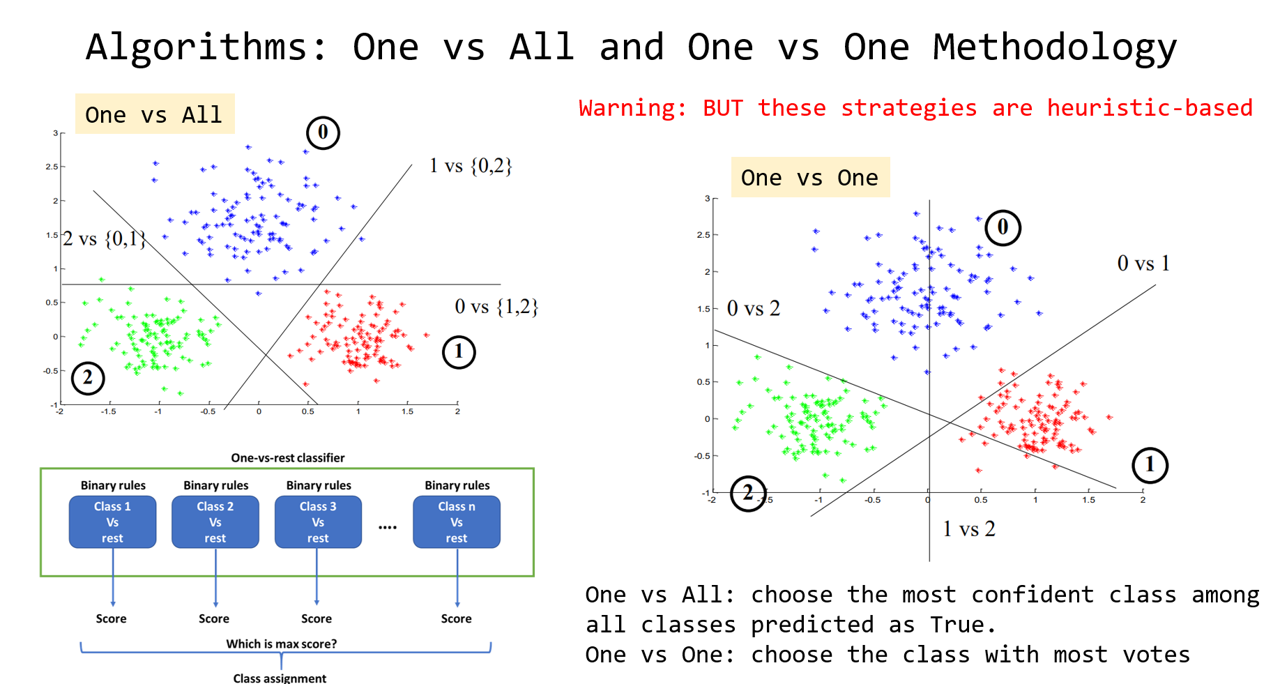 Algorithms: One vs All and One vs One Methodology
Warning: BUT these strategies are heuristic-based
One vs All
0
3
2.5
2
1.5
1
0.5
0
-0.5
-1
-2
-1.5
-1
-0.5
0
0.5
1
1.5
2
1 vs {0,2}
2 vs {0,1}
0 vs {1,2}
1
2
One vs One
0
3
2.5
2
1.5
1
0.5
0
-0.5
-1
-2
-1.5
-1
-0.5
0
0.5
1
1.5
2
0 vs 1
0 vs 2
1
2
1 vs 2
One-vs-rest classifier
Binary rules Binary rules Binary rules Binary rules
Class 1 Class 2 Class 3 Class n
Vs Vs Vs .... Vs
rest rest rest rest
Score Score Score Score
Which is max score?
Class assignment
One vs All: choose the most confident class among
all classes predicted as True.
One vs One: choose the class with most votes